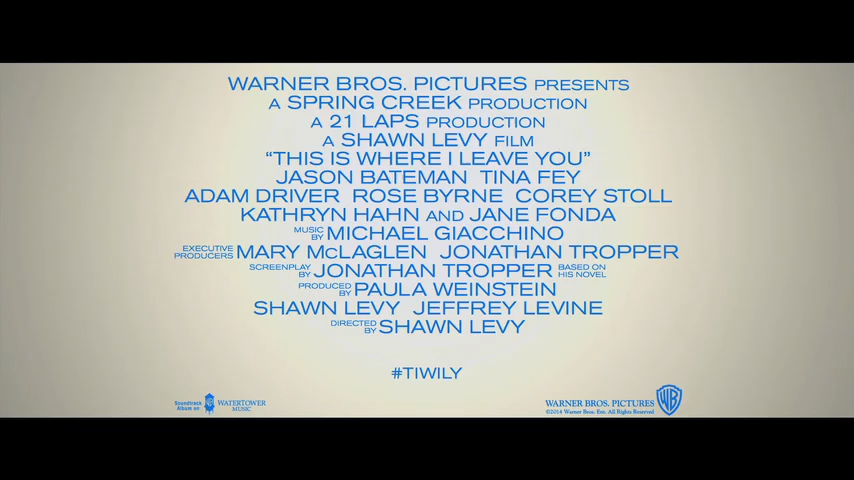 WARNER BROS. PICTURES PRESENTS
A SPRING CREEK PRODUCTION
A 21 LAPS PRODUCTION
A SHAWN LEVY FILM
“THIS IS WHERE I LEAVE YOU”
JASON BATEMAN TINA FEY
ADAM DRIVER ROSE BYRNE COREY STOLL
KATHRYN HAHN AND JANE FONDA
MUSIC BY MICHAEL GIACCHINO
EXECUTIVE PRODUCERS MARY McLAGLEN JONATHAN TROPPER
SCREENPLAY BY JONATHAN TROPPER BASED ON HIS NOVEL
PRODUCED BY PAULA WEINSTEIN
SHAWN LEVY JEFFREY LEVINE
DIRECTED BY SHAWN LEVY
#TIWILY
Soundtrack Album on WATERTOWER MUSIC
WARNER BROS. PICTURES WB
©2014 Warner Bros. Ent. All Rights Reserved